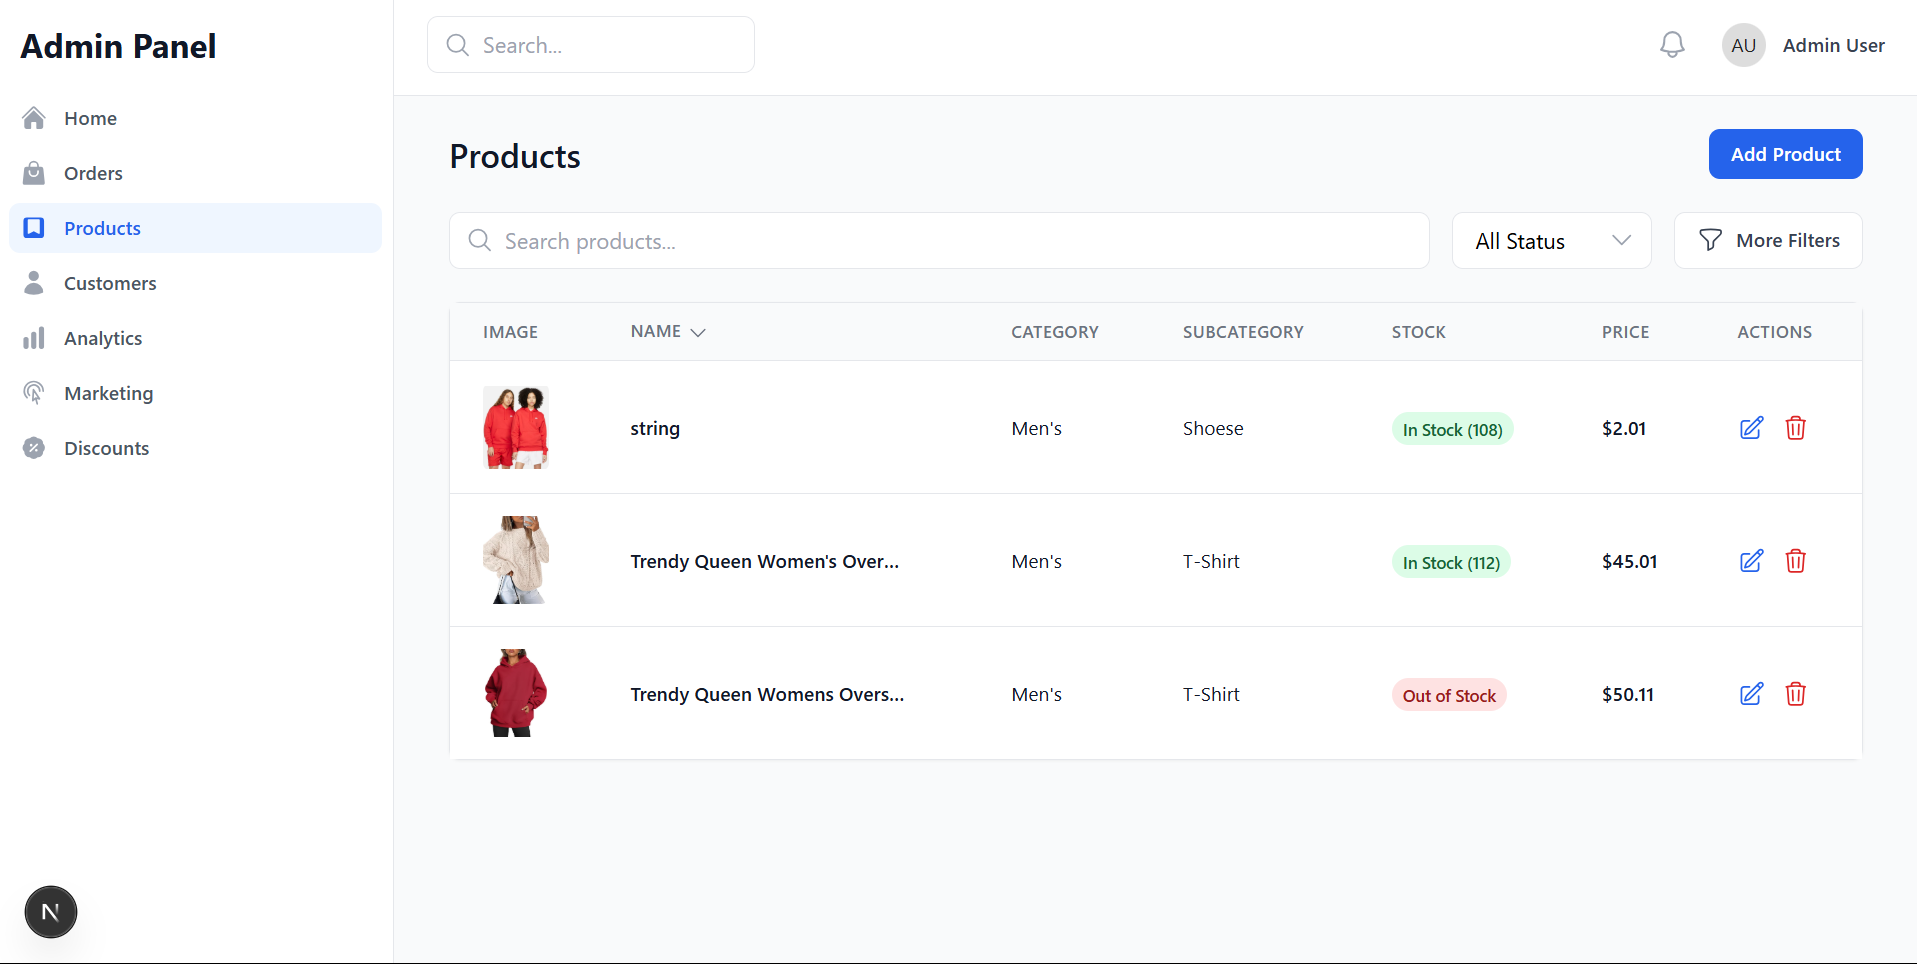 Admin Panel
Search...
AU
Admin User
Home
Orders
Products
Customers
Analytics
Marketing
Discounts
Products
Add Product
Search products...
All Status
More Filters
IMAGE NAME CATEGORY SUBCATEGORY STOCK PRICE ACTIONS
string Men's Shoese In Stock (108) $2.01
Trendy Queen Women's Over... Men's T-Shirt In Stock (112) $45.01
Trendy Queen Womens Overs... Men's T-Shirt Out of Stock $50.11
N